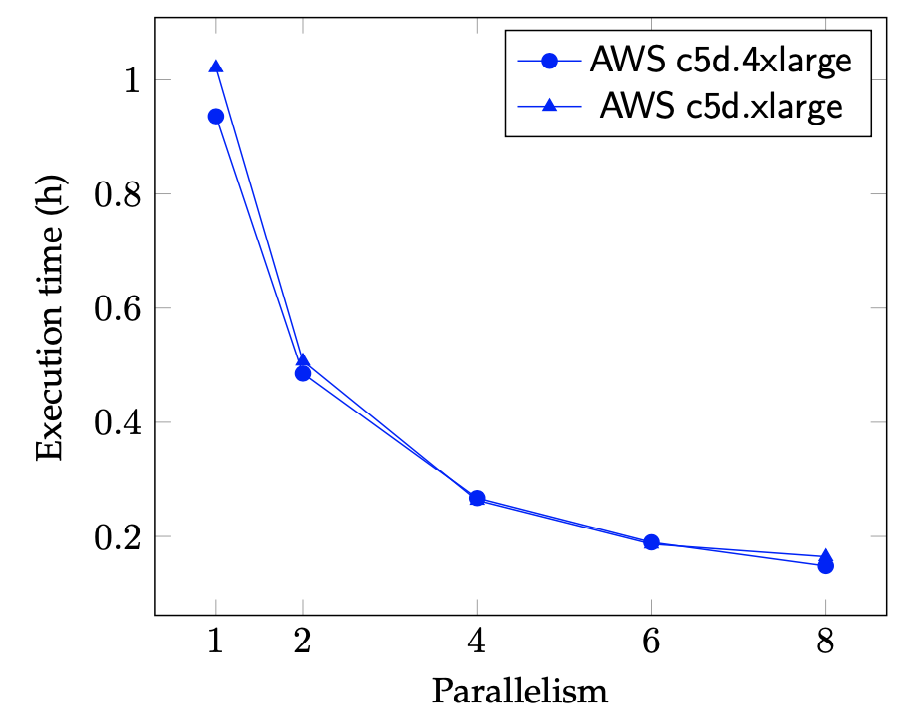 AWS c5d.4xlarge
AWS c5d.xlarge
1
0.8
0.6
0.4
0.2
Execution time (h)
1 2 4 6 8
Parallelism